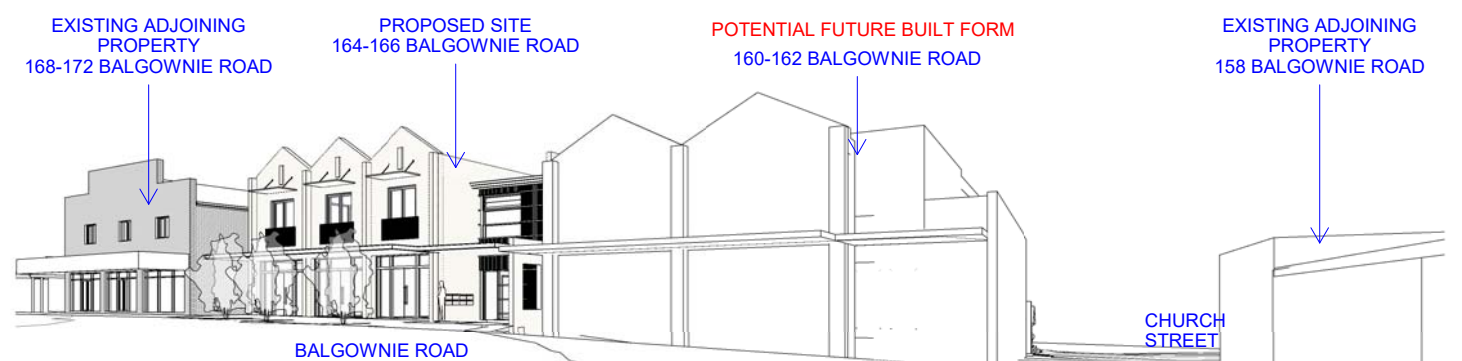 EXISTING ADJOINING
PROPERTY
168-172 BALGOWNIE ROAD
PROPOSED SITE
164-166 BALGOWNIE ROAD
POTENTIAL FUTURE BUILT FORM
160-162 BALGOWNIE ROAD
EXISTING ADJOINING
PROPERTY
158 BALGOWNIE ROAD
CHURCH
STREET
BALGOWNIE ROAD